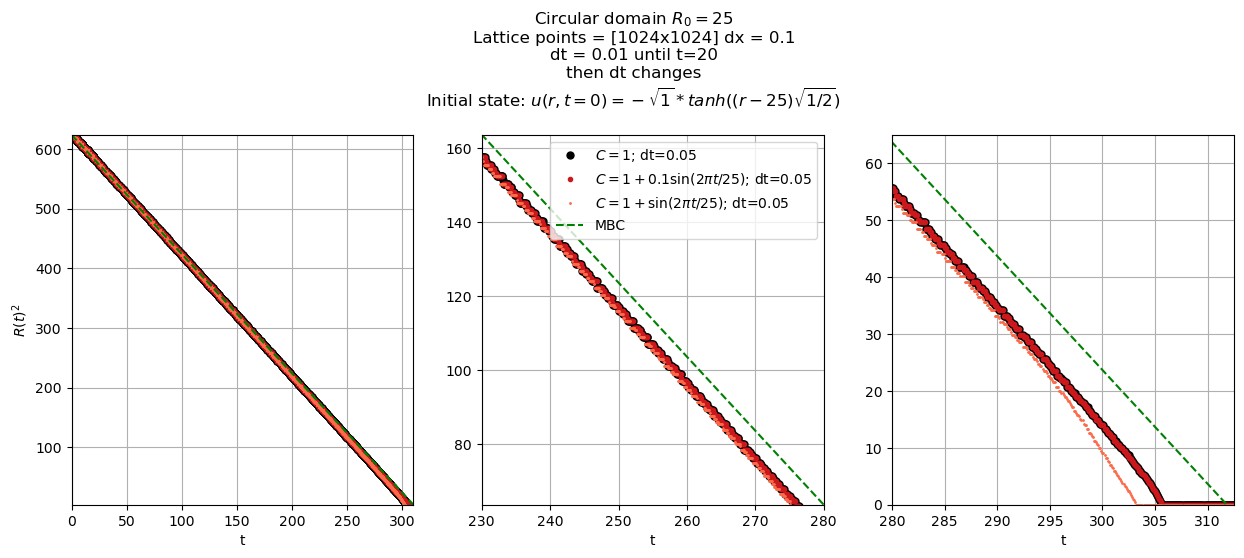 Circular domain $R_0 = 25$
Lattice points = [1024x1024] dx = 0.1
dt = 0.01 until t=20
then dt changes
Initial state: $u(r, t = 0) = -\sqrt{1} * tanh((r - 25)\sqrt{1/2})$
$R(t)^2$
600
500
400
300
200
100
0 50 100 150 200 250 300
t
160
140
120
100
80
230 240 250 260 270 280
t
$C = 1$; dt=0.05
$C = 1 + 0.1\sin(2\pi t/25)$; dt=0.05
$C = 1 + \sin(2\pi t/25)$; dt=0.05
MBC
60
50
40
30
20
10
0
280 285 290 295 300 305 310
t